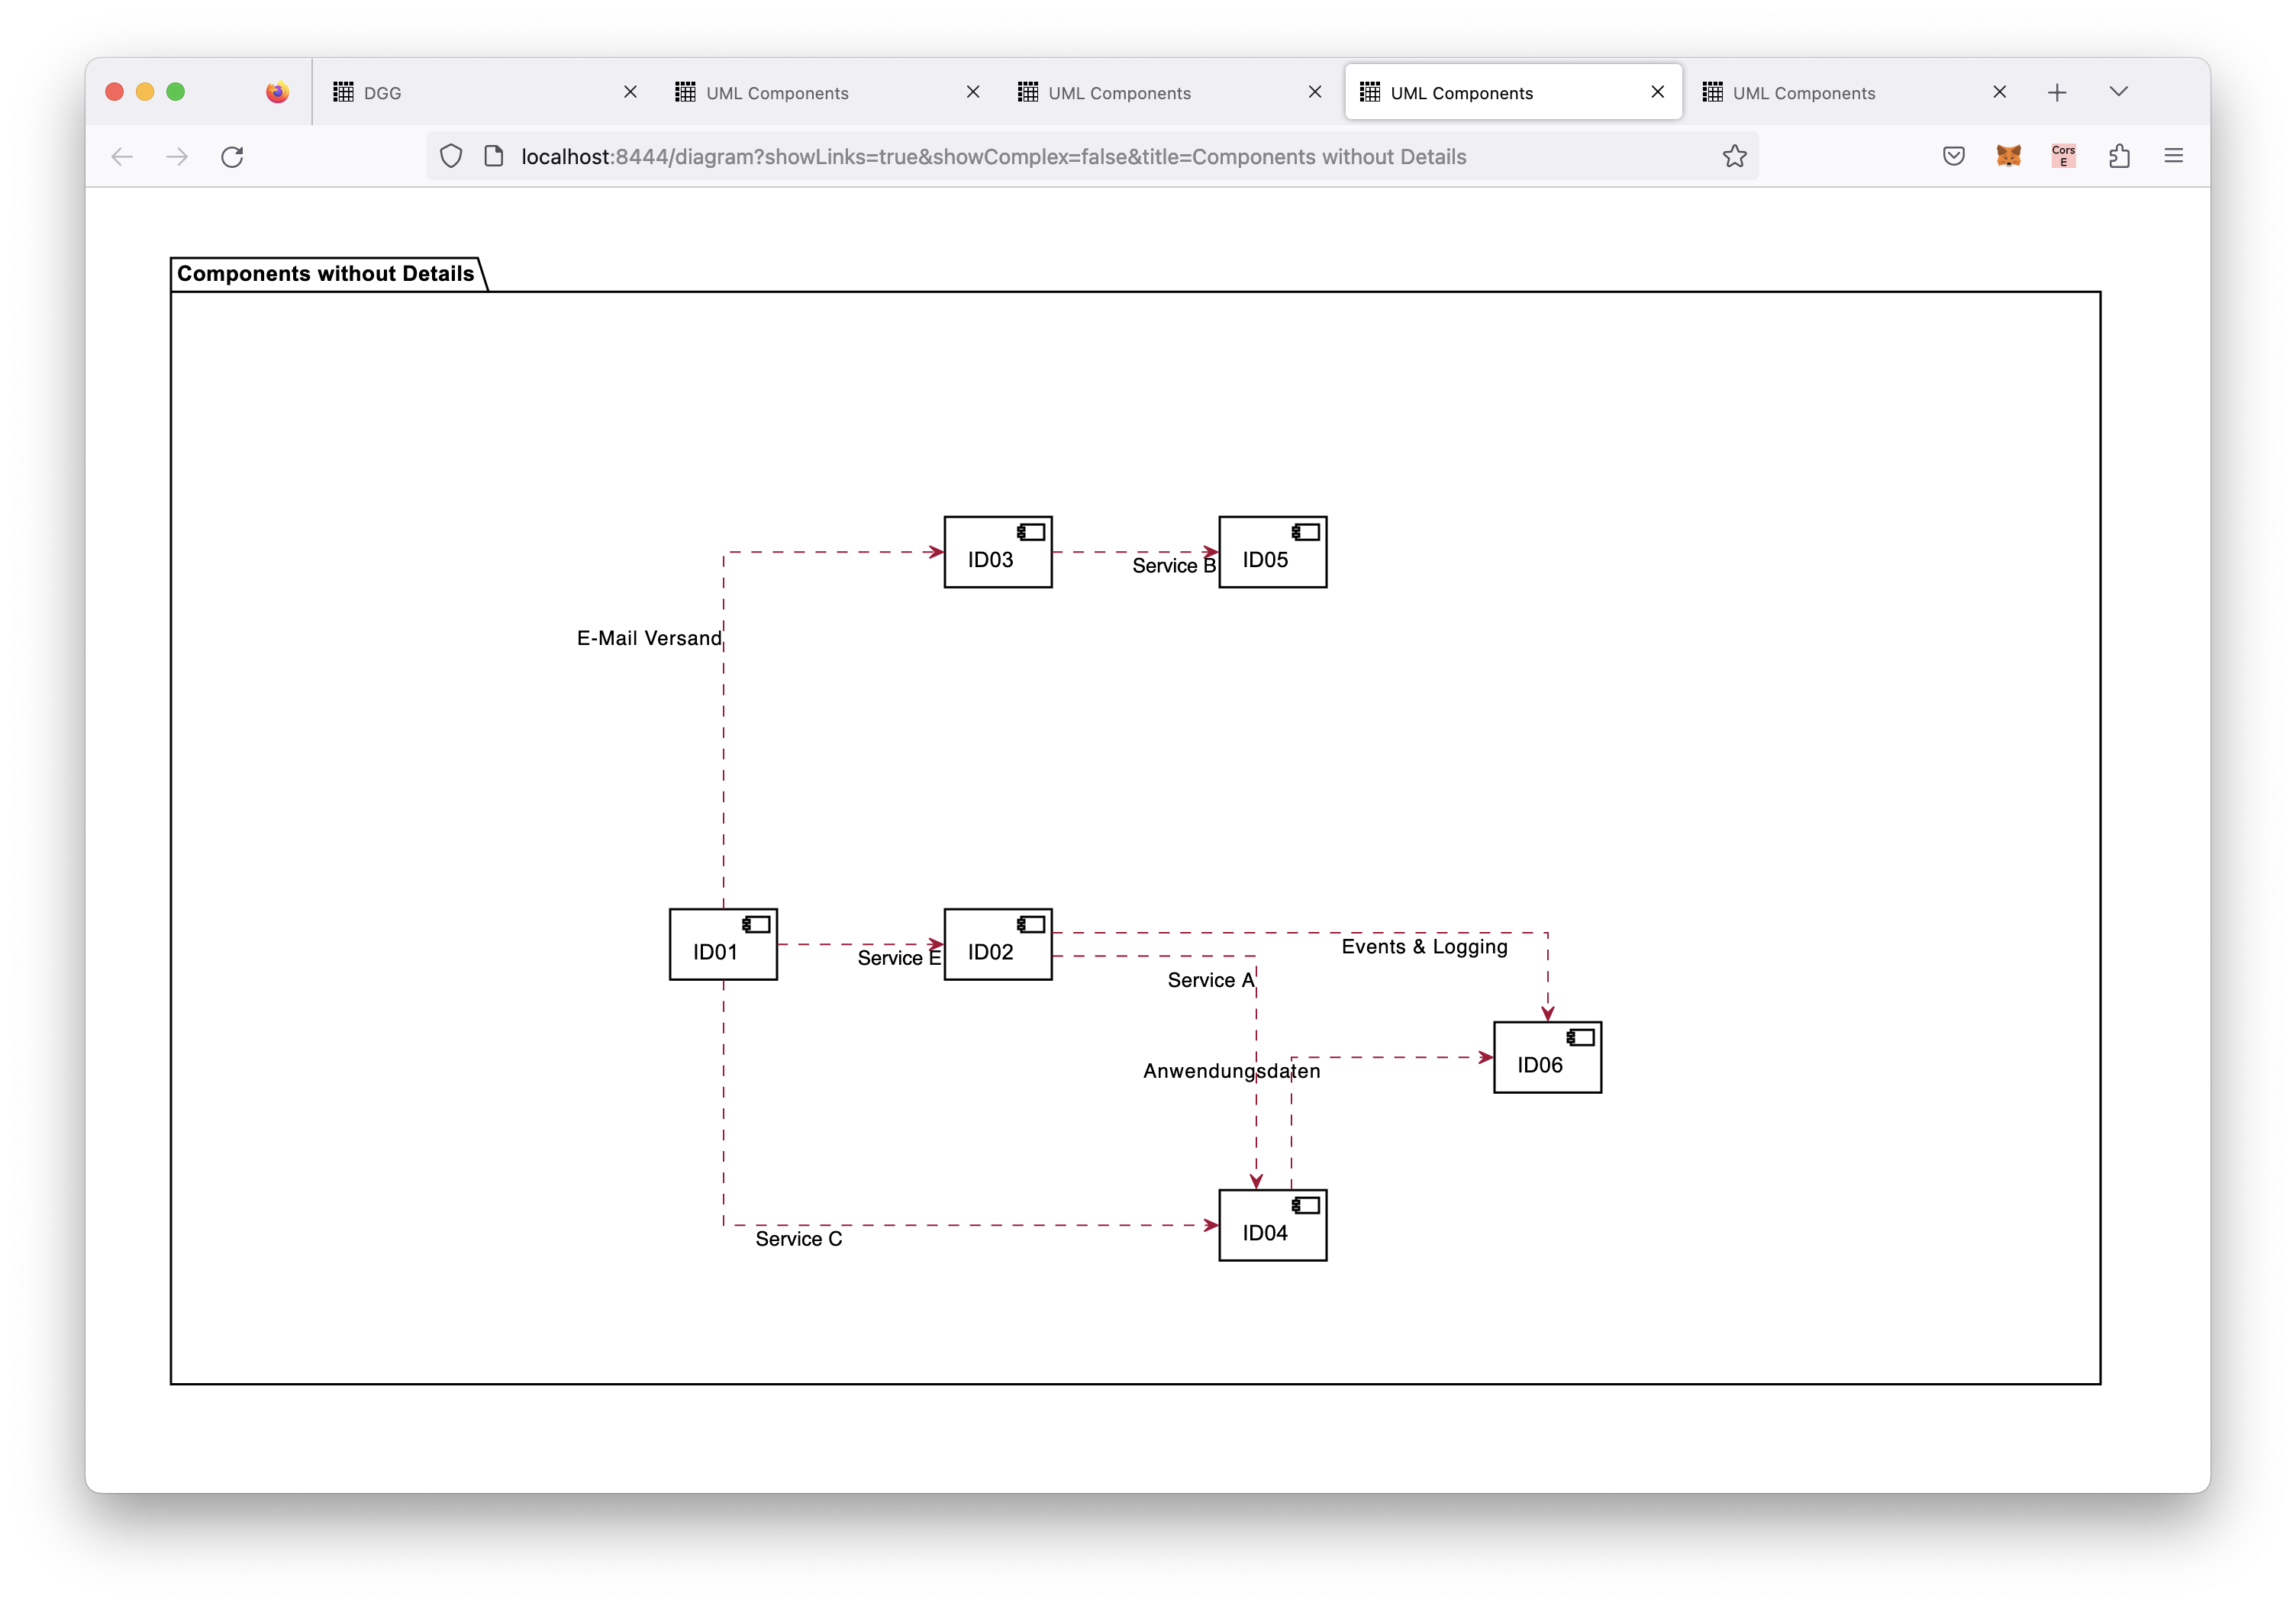 DGG
UML Components
UML Components
UML Components
UML Components
localhost:8444/diagram?showLinks=true&showComplex=false&title=Components without Details
Cors
E
Components without Details
ID03
ID05
Service B
E-Mail Versand
ID01
ID02
Service E
Events & Logging
Service A
Anwendungsdaten
ID06
ID04
Service C